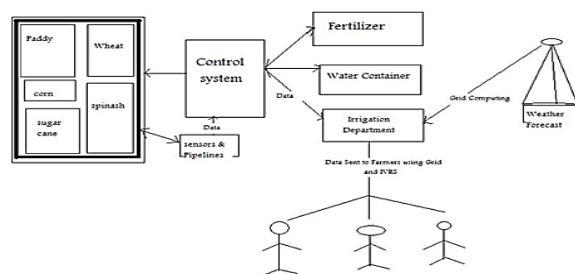 Paddy
Wheat
corn
spinash
sugar
cane
Control
system
Data
sensors &
Pipelines
Fertilizer
Water Container
Data
Irrigation
Department
Grid Computing
Weather
Forecast
Data Sent to Farmers using Grid
and IVRS